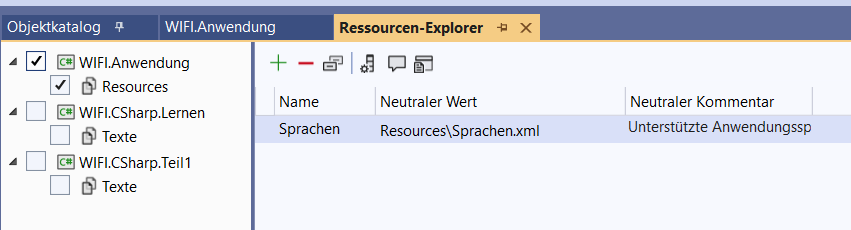 Objektkatalog WIFI.Anwendung Ressourcen-Explorer
C# WIFI.Anwendung
Resources
C# WIFI.CSharp.Lernen
Texte
C# WIFI.CSharp.Teil1
Texte
Name Neutraler Wert Neutraler Kommentar
Sprachen Resources\Sprachen.xml Unterstützte Anwendungssp